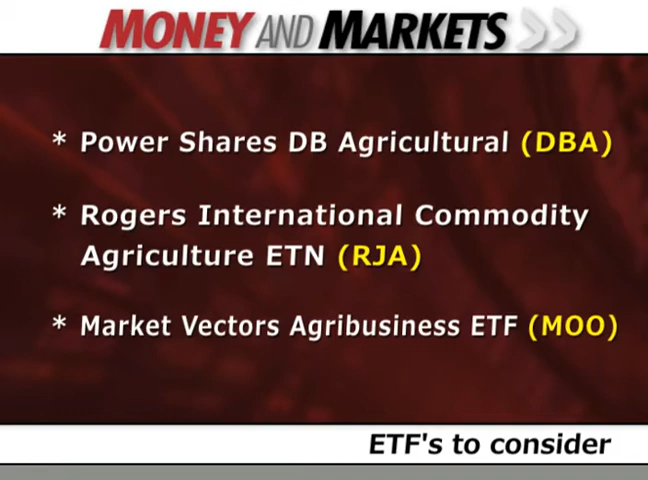 MONEY AND MARKETS
* Power Shares DB Agricultural (DBA)
* Rogers International Commodity
Agriculture ETN (RJA)
* Market Vectors Agribusiness ETF (MOO)
ETF's to consider